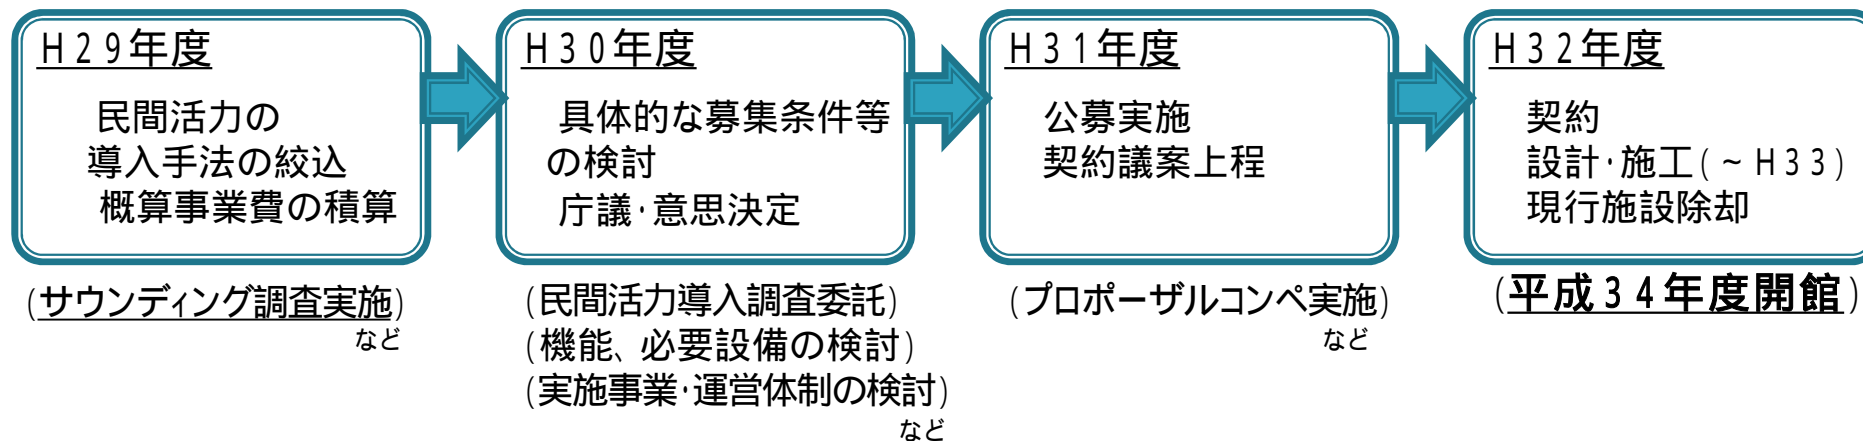 H29年度
民間活力の
導入手法の絞込
概算事業費の積算
(サウンディング調査実施)
など
H30年度
具体的な募集条件等
の検討
庁議・意思決定
(民間活力導入調査委託)
(機能、必要設備の検討)
(実施事業・運営体制の検討)
など
H31年度
公募実施
契約議案上程
(プロポーザルコンペ実施)
など
H32年度
契約
設計・施工(~H33)
現行施設除却
(平成34年度開館)